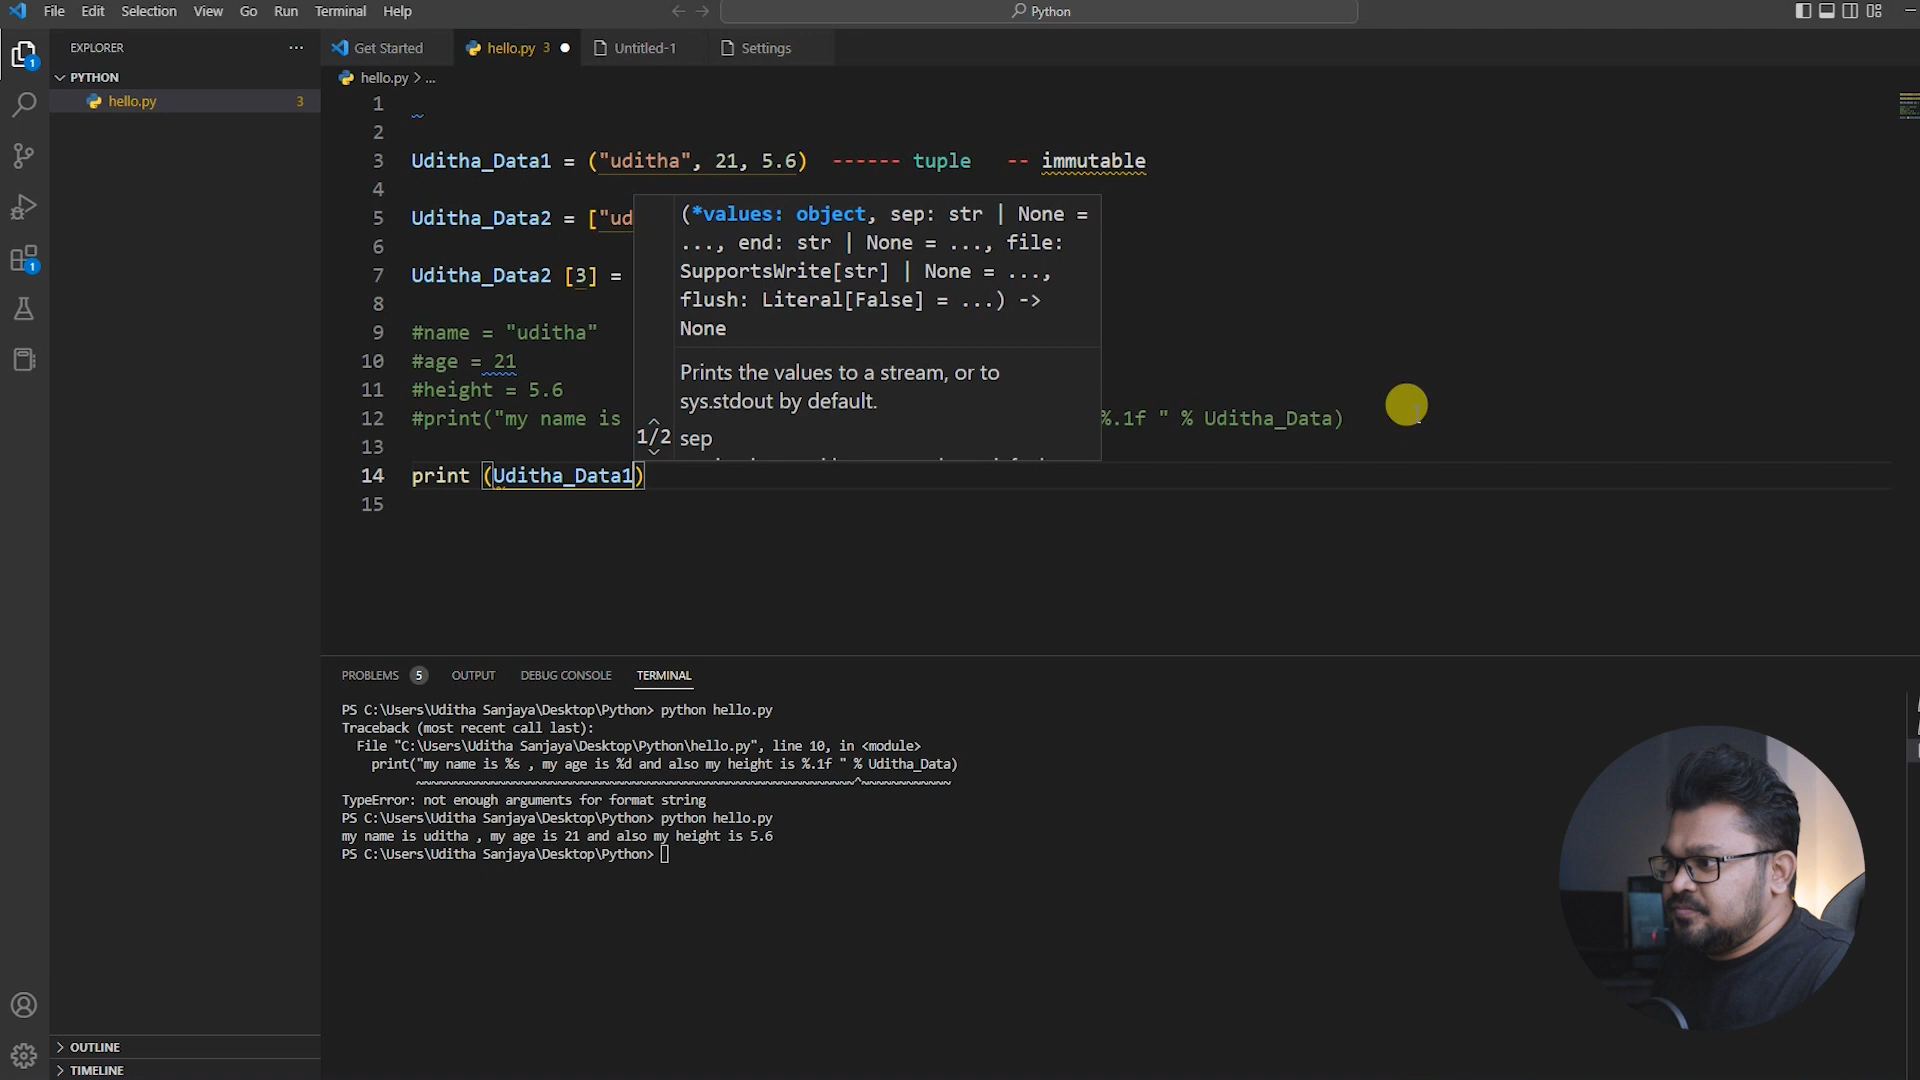 File Edit Selection View Go Run Terminal Help
Python
EXPLORER
Get Started
hello.py 3
Untitled-1
Settings
PYTHON
hello.py 3
hello.py > ...
1
2
3 Uditha_Data1 = ("uditha", 21, 5.6) ------ tuple -- immutable
4
5 Uditha_Data2 = ["ud
6
7 Uditha_Data2 [3] =
8
9 #name = "uditha"
10 #age = 21
11 #height = 5.6
12 #print("my name is %.1f " % Uditha_Data)
13
14 print (Uditha_Data1)
15
(*values: object, sep: str | None =
..., end: str | None = ..., file:
SupportsWrite[str] | None = ...,
flush: Literal[False] = ...) ->
None
Prints the values to a stream, or to
sys.stdout by default.
1/2 sep
PROBLEMS 5 OUTPUT DEBUG CONSOLE TERMINAL
PS C:\Users\Uditha Sanjaya\Desktop\Python> python hello.py
Traceback (most recent call last):
File "C:\Users\Uditha Sanjaya\Desktop\Python\hello.py", line 10, in <module>
print("my name is %s , my age is %d and also my height is %.1f " % Uditha_Data)
~~~~~~~~~~~~~~~~~~~~~~~~~~~~~~~~~~~~~~~~~~~~~~~~~~~~~~~~~~~^~~~~~~~~~~~~
TypeError: not enough arguments for format string
PS C:\Users\Uditha Sanjaya\Desktop\Python> python hello.py
my name is uditha , my age is 21 and also my height is 5.6
PS C:\Users\Uditha Sanjaya\Desktop\Python>
OUTLINE
TIMELINE
1
1